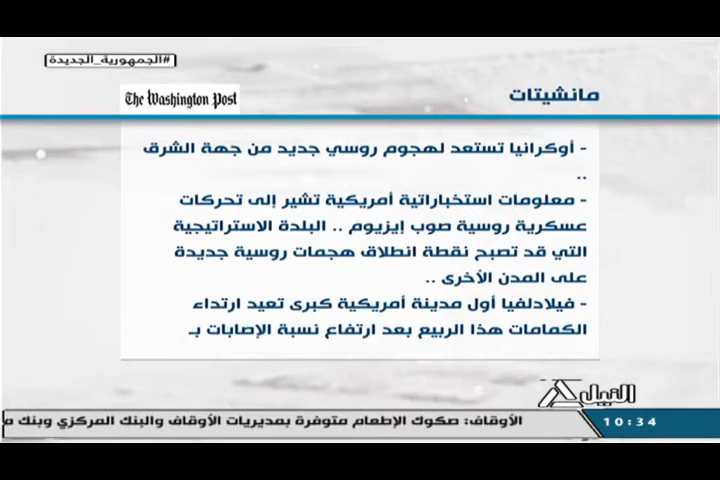 #الجمهورية_الجديدة
مانشيتات
The Washington Post
- أوكرانيا تستعد لهجوم روسي جديد من جهة الشرق
..
- معلومات استخباراتية أمريكية تشير إلى تحركات
عسكرية روسية صوب إيزيوم .. البلدة الاستراتيجية
التي قد تصبح نقطة انطلاق هجمات روسية جديدة
على المدن الأخرى ..
- فيلادلفيا أول مدينة أمريكية كبرى تعيد ارتداء
الكمامات هذا الربيع بعد ارتفاع نسبة الإصابات بـ
النيل
الأوقاف: صكوك الإطعام متوفرة بمديريات الأوقاف والبنك المركزي وبنك م
10:34